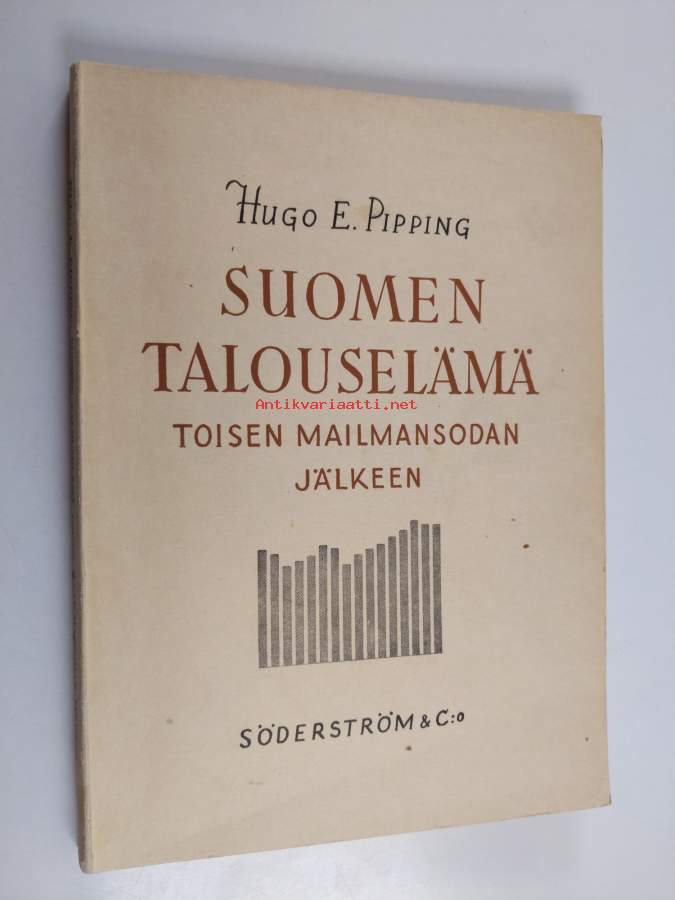 HUGO E. PIPPING
SUOMEN
TALOUSELÄMÄ
Antikvariaatti.net
TOISEN MAILMANSODAN
JÄLKEEN
SÖDERSTRÖM & C:o